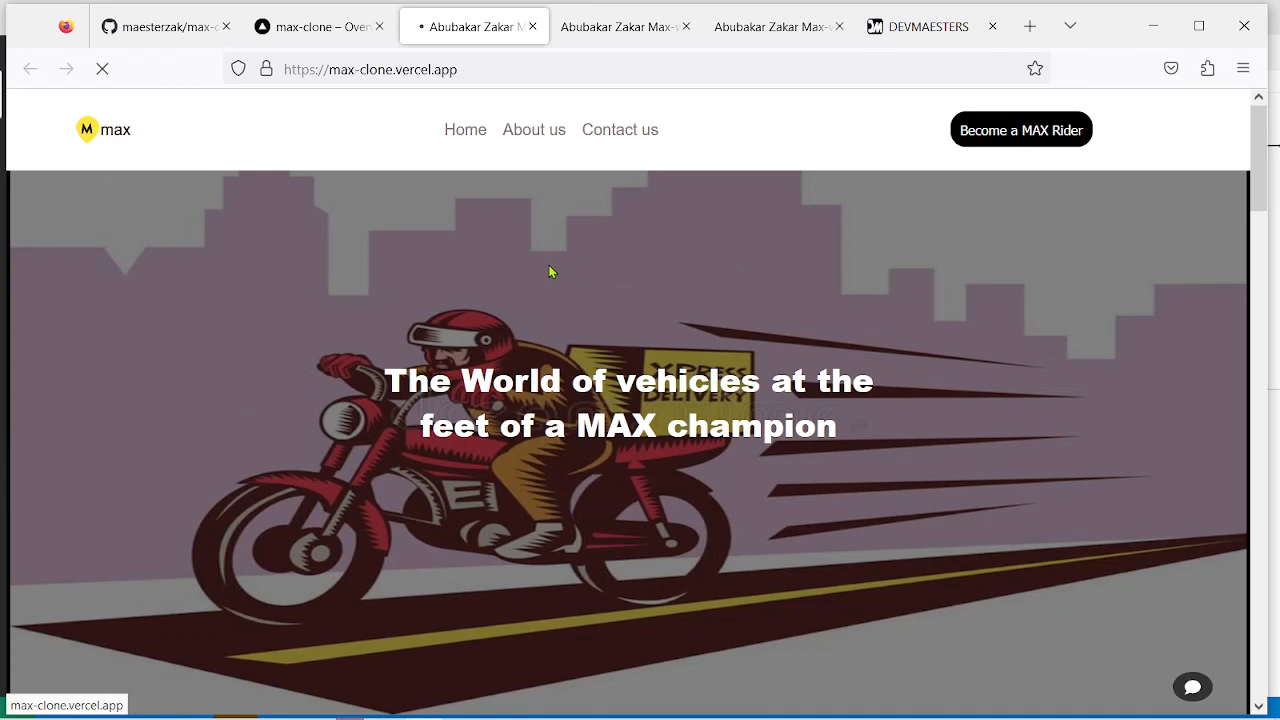 maesterzak/max-c
max-clone – Over
Abubakar Zakar M
Abubakar Zakar Max-w
Abubakar Zakar Max-w
DEVMAESTERS
https://max-clone.vercel.app
M max
Home
About us
Contact us
Become a MAX Rider
XPRESS
DELIVERY
The World of vehicles at the
feet of a MAX champion
max-clone.vercel.app